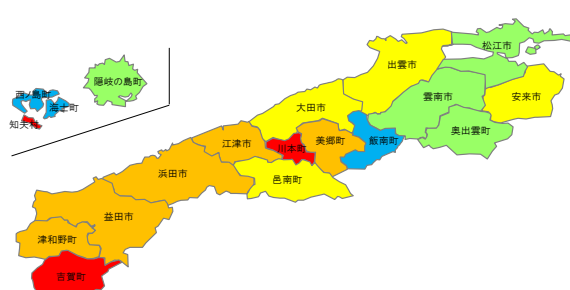 松江市
出雲市
隠岐の島町
西ノ島町
雲南市
安来市
海士町
大田市
知夫村
奥出雲町
飯南町
美郷町
江津市
川本町
浜田市
邑南町
益田市
津和野町
吉賀町